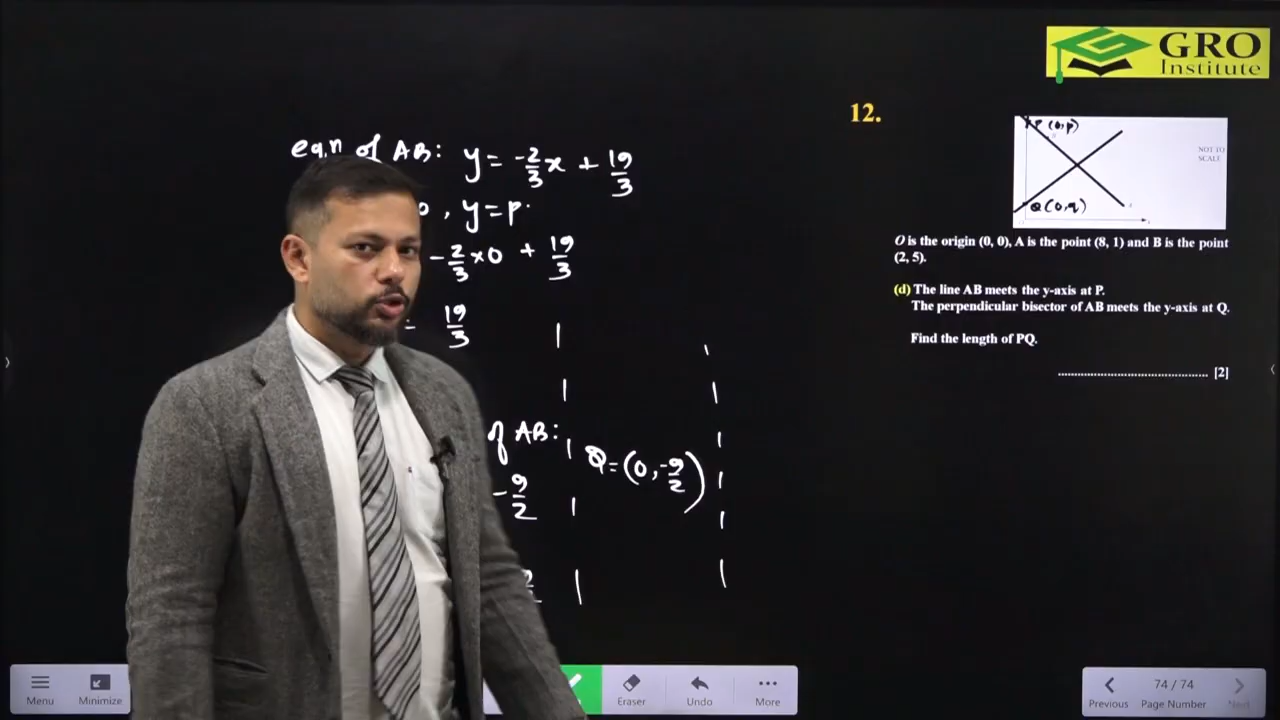 GRO
Institute
12.
P (0,p)
Q (0,q)
NOT TO
SCALE
O is the origin (0, 0), A is the point (8, 1) and B is the point
(2, 5).
(d) The line AB meets the y-axis at P.
The perpendicular bisector of AB meets the y-axis at Q.
Find the length of PQ.
[2]
eq.n of AB: y = -2/3 x + 19/3
0, y = p.
-2/3 × 0 + 19/3
= 19/3
of AB:
Q = (0, -9/2)
-9/2
Menu
Minimize
Eraser
Undo
More
Previous
74 / 74
Page Number
Next